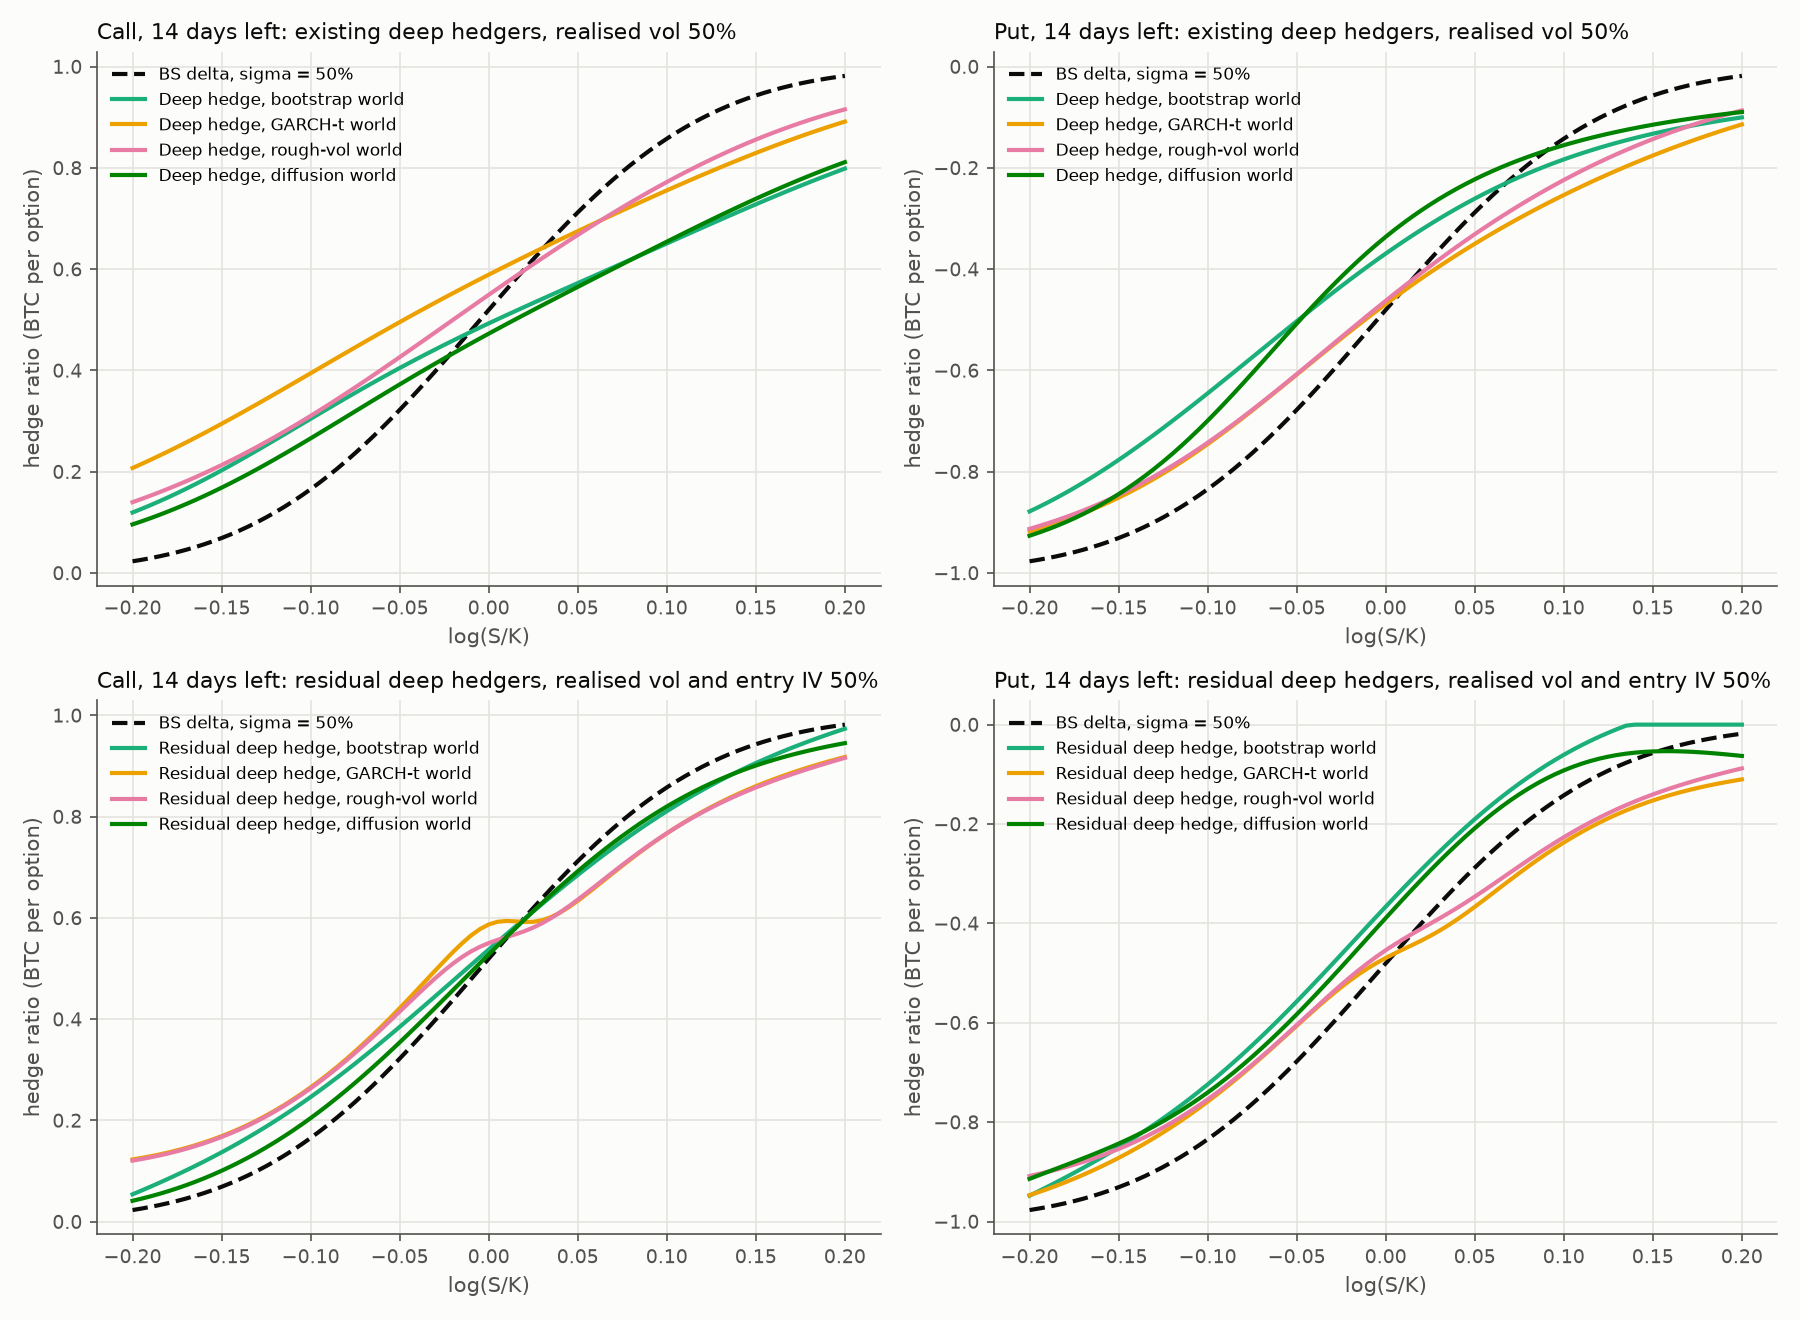 Call, 14 days left: existing deep hedgers, realised vol 50%
BS delta, sigma = 50%
Deep hedge, bootstrap world
Deep hedge, GARCH-t world
Deep hedge, rough-vol world
Deep hedge, diffusion world
hedge ratio (BTC per option)
1.0
0.8
0.6
0.4
0.2
0.0
−0.20
−0.15
−0.10
−0.05
0.00
0.05
0.10
0.15
0.20
log(S/K)
Put, 14 days left: existing deep hedgers, realised vol 50%
BS delta, sigma = 50%
Deep hedge, bootstrap world
Deep hedge, GARCH-t world
Deep hedge, rough-vol world
Deep hedge, diffusion world
hedge ratio (BTC per option)
0.0
−0.2
−0.4
−0.6
−0.8
−1.0
−0.20
−0.15
−0.10
−0.05
0.00
0.05
0.10
0.15
0.20
log(S/K)
Call, 14 days left: residual deep hedgers, realised vol and entry IV 50%
BS delta, sigma = 50%
Residual deep hedge, bootstrap world
Residual deep hedge, GARCH-t world
Residual deep hedge, rough-vol world
Residual deep hedge, diffusion world
hedge ratio (BTC per option)
1.0
0.8
0.6
0.4
0.2
0.0
−0.20
−0.15
−0.10
−0.05
0.00
0.05
0.10
0.15
0.20
log(S/K)
Put, 14 days left: residual deep hedgers, realised vol and entry IV 50%
BS delta, sigma = 50%
Residual deep hedge, bootstrap world
Residual deep hedge, GARCH-t world
Residual deep hedge, rough-vol world
Residual deep hedge, diffusion world
hedge ratio (BTC per option)
0.0
−0.2
−0.4
−0.6
−0.8
−1.0
−0.20
−0.15
−0.10
−0.05
0.00
0.05
0.10
0.15
0.20
log(S/K)